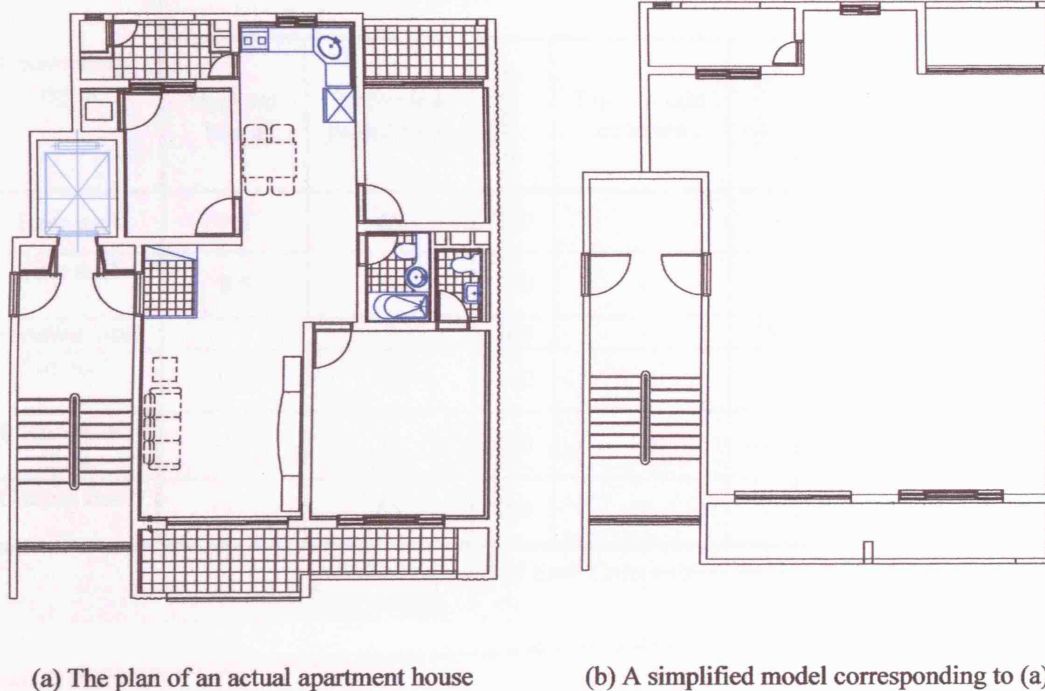 (a) The plan of an actual apartment house
(b) A simplified model corresponding to (a)